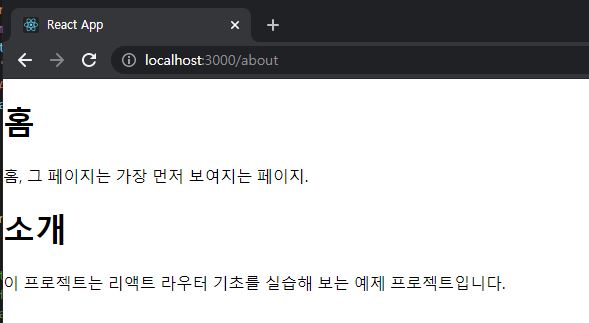 React App
localhost:3000/about
홈
홈, 그 페이지는 가장 먼저 보여지는 페이지.
소개
이 프로젝트는 리액트 라우터 기초를 실습해 보는 예제 프로젝트입니다.